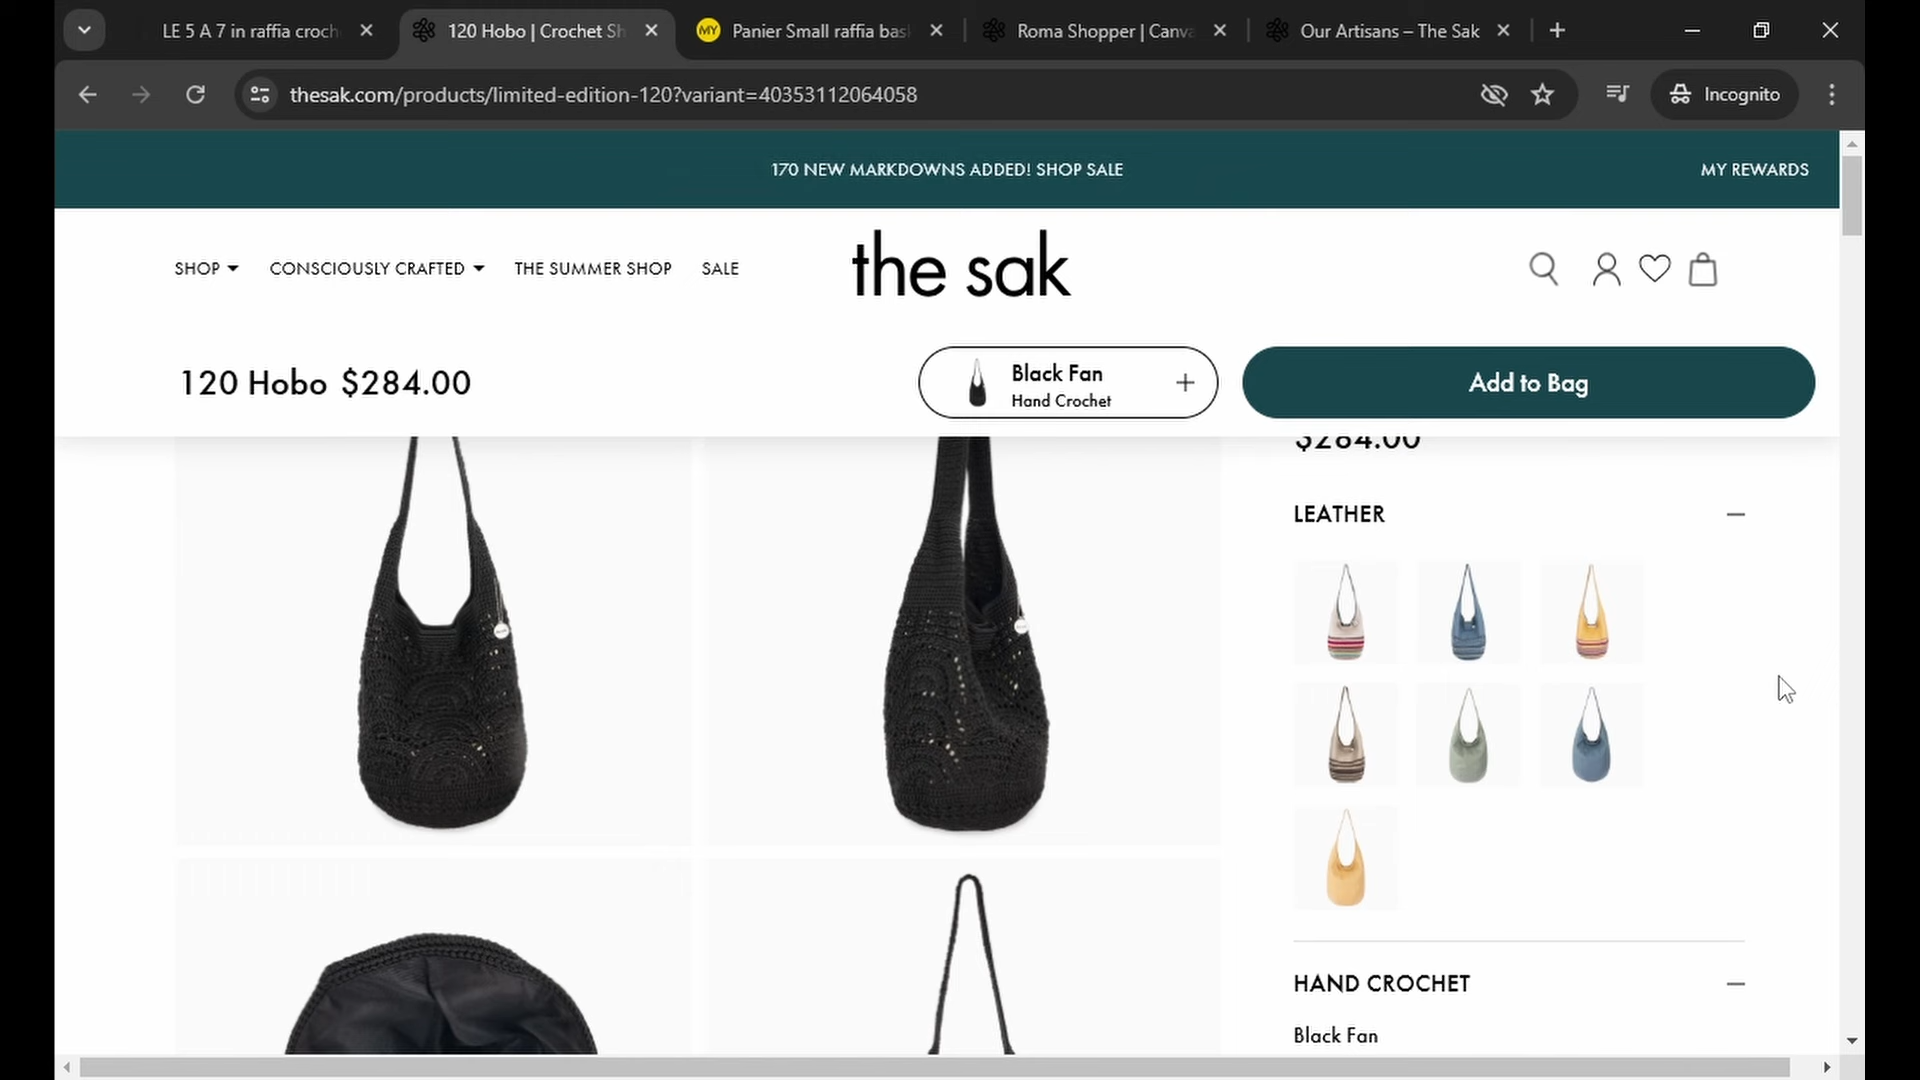 LE 5 A 7 in raffia croch
120 Hobo | Crochet Sh
MY
Panier Small raffia bas
Roma Shopper | Canva
Our Artisans – The Sak
thesak.com/products/limited-edition-120?variant=40353112064058
Incognito
170 NEW MARKDOWNS ADDED! SHOP SALE
MY REWARDS
SHOP
CONSCIOUSLY CRAFTED
THE SUMMER SHOP
SALE
the sak
120 Hobo $284.00
Black Fan
Hand Crochet
Add to Bag
$284.00
LEATHER
HAND CROCHET
Black Fan